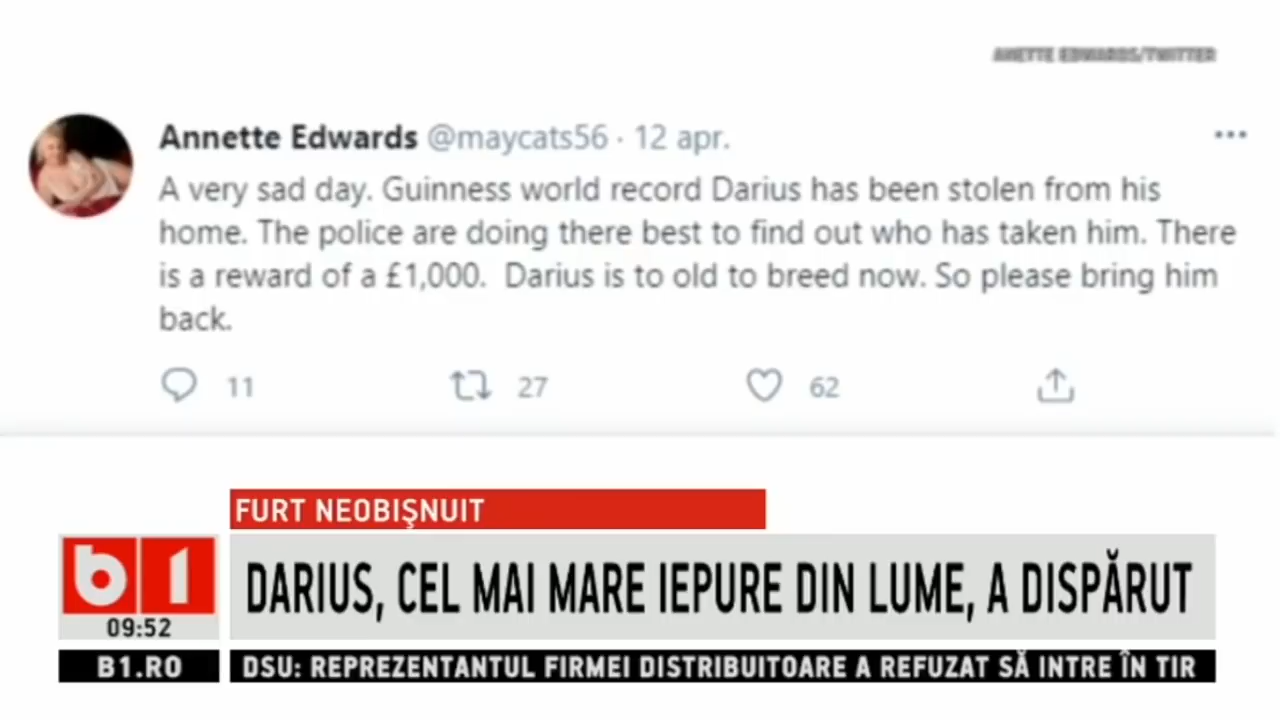 ANETTE EDWARDS/TWITTER
Annette Edwards @maycats56 · 12 apr.
A very sad day. Guinness world record Darius has been stolen from his
home. The police are doing there best to find out who has taken him. There
is a reward of a £1,000. Darius is to old to breed now. So please bring him
back.
11 27 62
FURT NEOBIŞNUIT
b1
DARIUS, CEL MAI MARE IEPURE DIN LUME, A DISPĂRUT
09:52
B1.RO
DSU: REPREZENTANTUL FIRMEI DISTRIBUITOARE A REFUZAT SĂ INTRE ÎN TIR